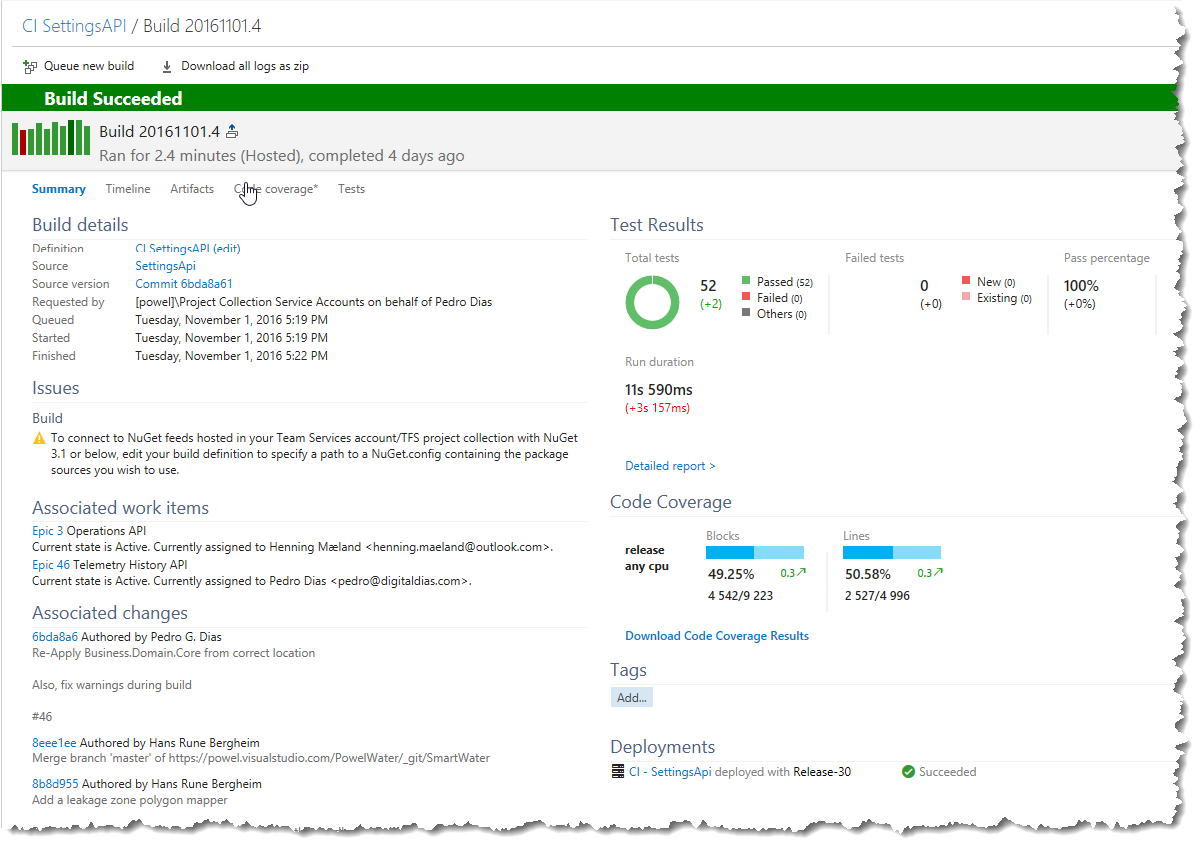 CI SettingsAPI / Build 20161101.4
Queue new build
Download all logs as zip
Build Succeeded
Build 20161101.4
Ran for 2.4 minutes (Hosted), completed 4 days ago
Summary Timeline Artifacts Code coverage* Tests
Build details
Definition CI SettingsAPI (edit)
Source SettingsApi
Source version Commit 6bda8a61
Requested by [powel]\Project Collection Service Accounts on behalf of Pedro Dias
Queued Tuesday, November 1, 2016 5:19 PM
Started Tuesday, November 1, 2016 5:19 PM
Finished Tuesday, November 1, 2016 5:22 PM
Issues
Build
To connect to NuGet feeds hosted in your Team Services account/TFS project collection with NuGet
3.1 or below, edit your build definition to specify a path to a NuGet.config containing the package
sources you wish to use.
Associated work items
Epic 3 Operations API
Current state is Active. Currently assigned to Henning Mæland <henning.maeland@outlook.com>.
Epic 46 Telemetry History API
Current state is Active. Currently assigned to Pedro Dias <pedro@digitaldias.com>.
Associated changes
6bda8a6 Authored by Pedro G. Dias
Re-Apply Business.Domain.Core from correct location
Also, fix warnings during build
#46
8eee1ee Authored by Hans Rune Bergheim
Merge branch 'master' of https://powel.visualstudio.com/PowelWater/_git/SmartWater
8b8d955 Authored by Hans Rune Bergheim
Add a leakage zone polygon mapper
Test Results
Total tests
52
(+2)
Passed (52)
Failed (0)
Others (0)
Failed tests
0
(+0)
New (0)
Existing (0)
Pass percentage
100%
(+0%)
Run duration
11s 590ms
(+3s 157ms)
Detailed report >
Code Coverage
release
any cpu
Blocks
49.25% 0.3
4 542/9 223
Lines
50.58% 0.3
2 527/4 996
Download Code Coverage Results
Tags
Add...
Deployments
CI - SettingsApi deployed with Release-30 Succeeded